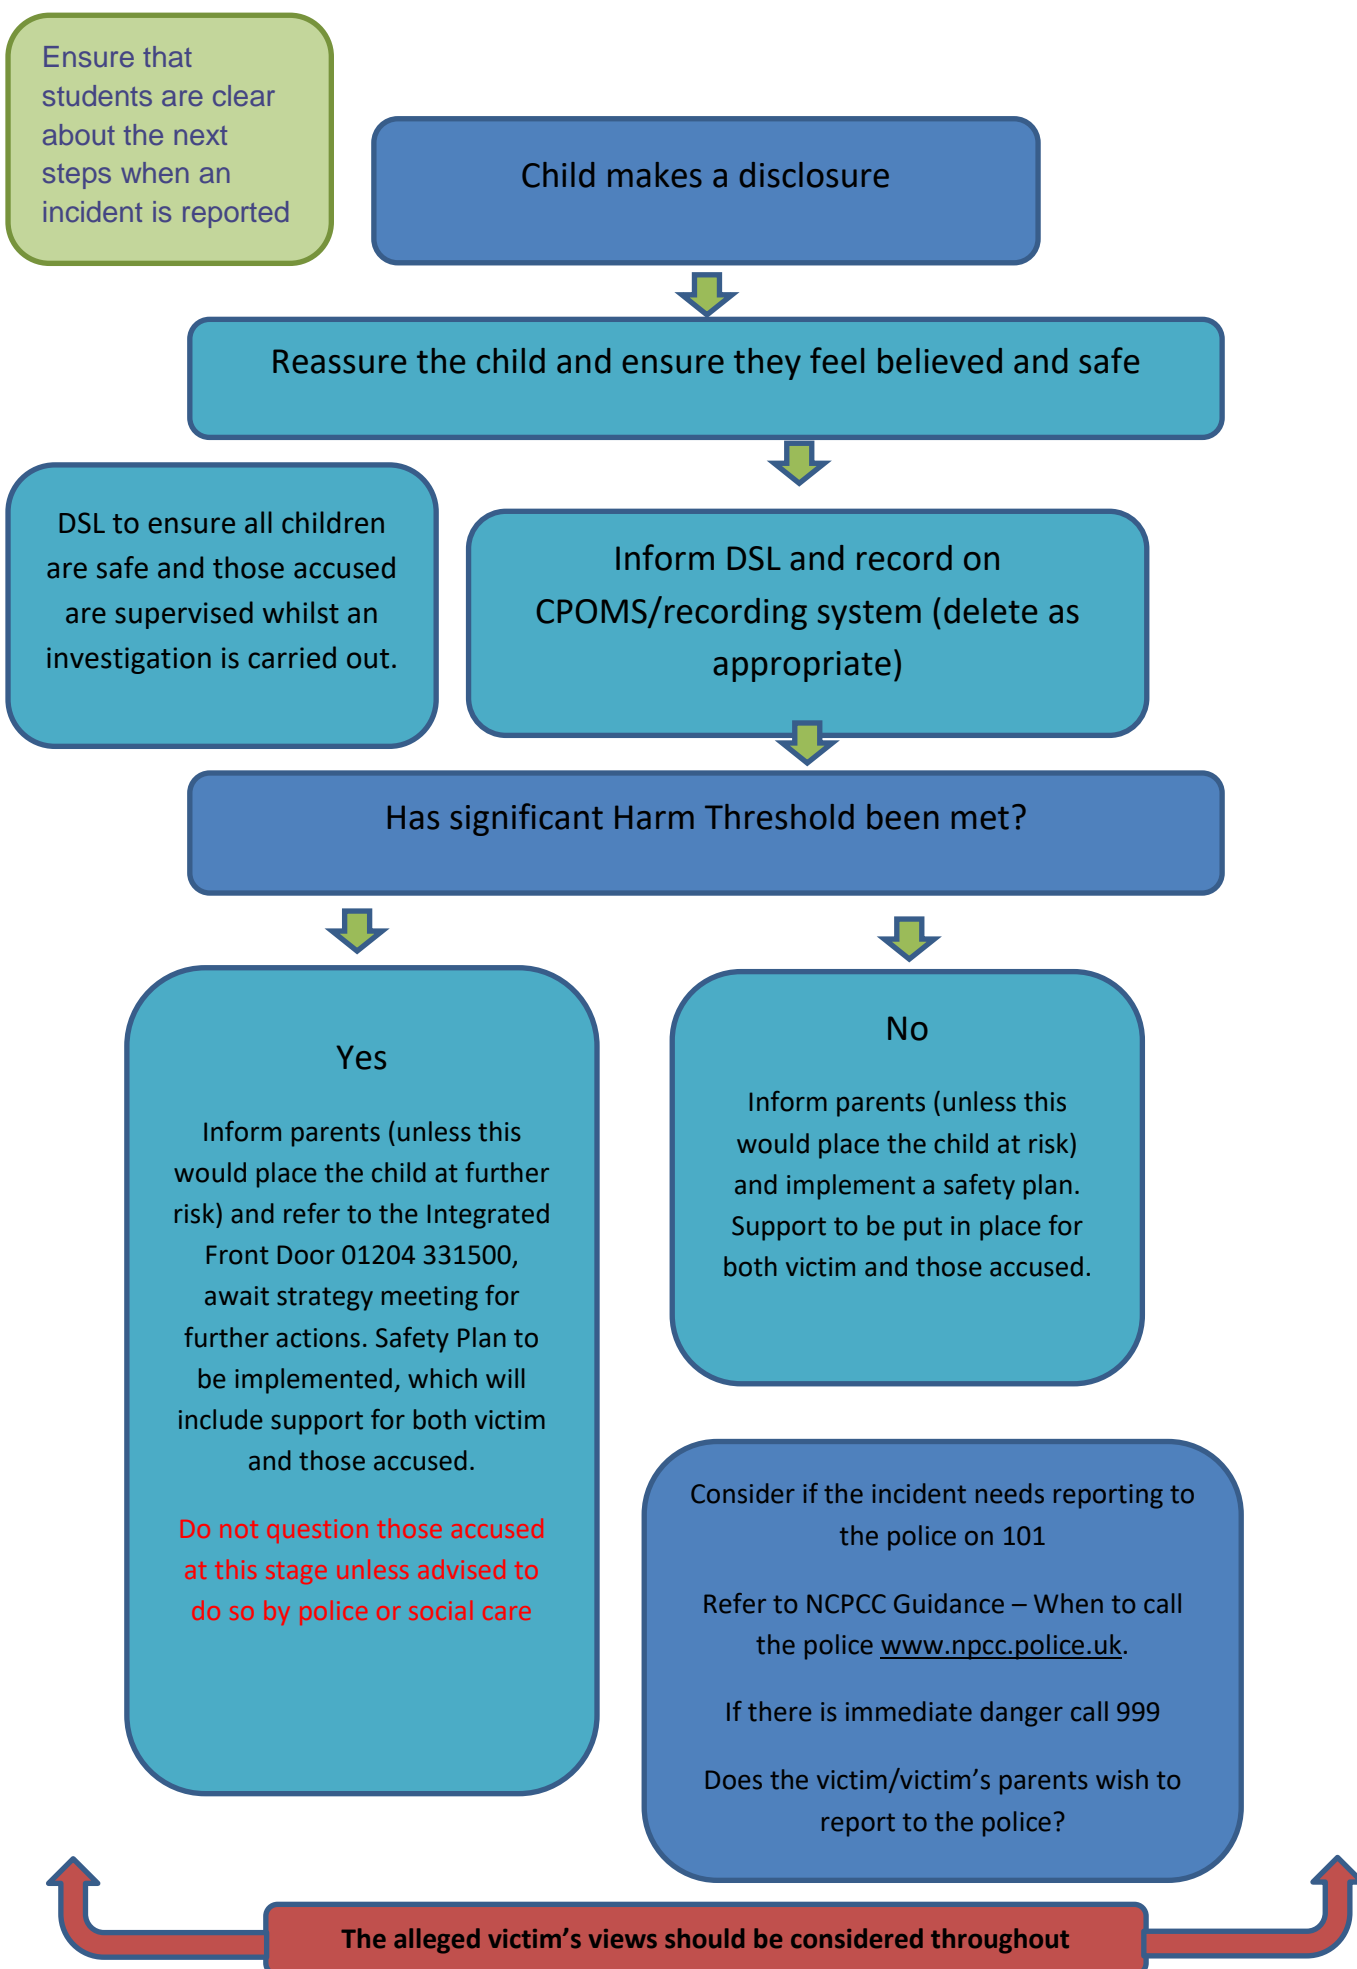 Ensure that
students are clear
about the next
steps when an
incident is reported
Child makes a disclosure
Reassure the child and ensure they feel believed and safe
DSL to ensure all children
are safe and those accused
are supervised whilst an
investigation is carried out.
Inform DSL and record on
CPOMS/recording system (delete as
appropriate)
Has significant Harm Threshold been met?
Yes
Inform parents (unless this
would place the child at further
risk) and refer to the Integrated
Front Door 01204 331500,
await strategy meeting for
further actions. Safety Plan to
be implemented, which will
include support for both victim
and those accused.
Do not question those accused
at this stage unless advised to
do so by police or social care
No
Inform parents (unless this
would place the child at risk)
and implement a safety plan.
Support to be put in place for
both victim and those accused.
Consider if the incident needs reporting to
the police on 101
Refer to NCPCC Guidance – When to call
the police www.npcc.police.uk.
If there is immediate danger call 999
Does the victim/victim’s parents wish to
report to the police?
The alleged victim’s views should be considered throughout